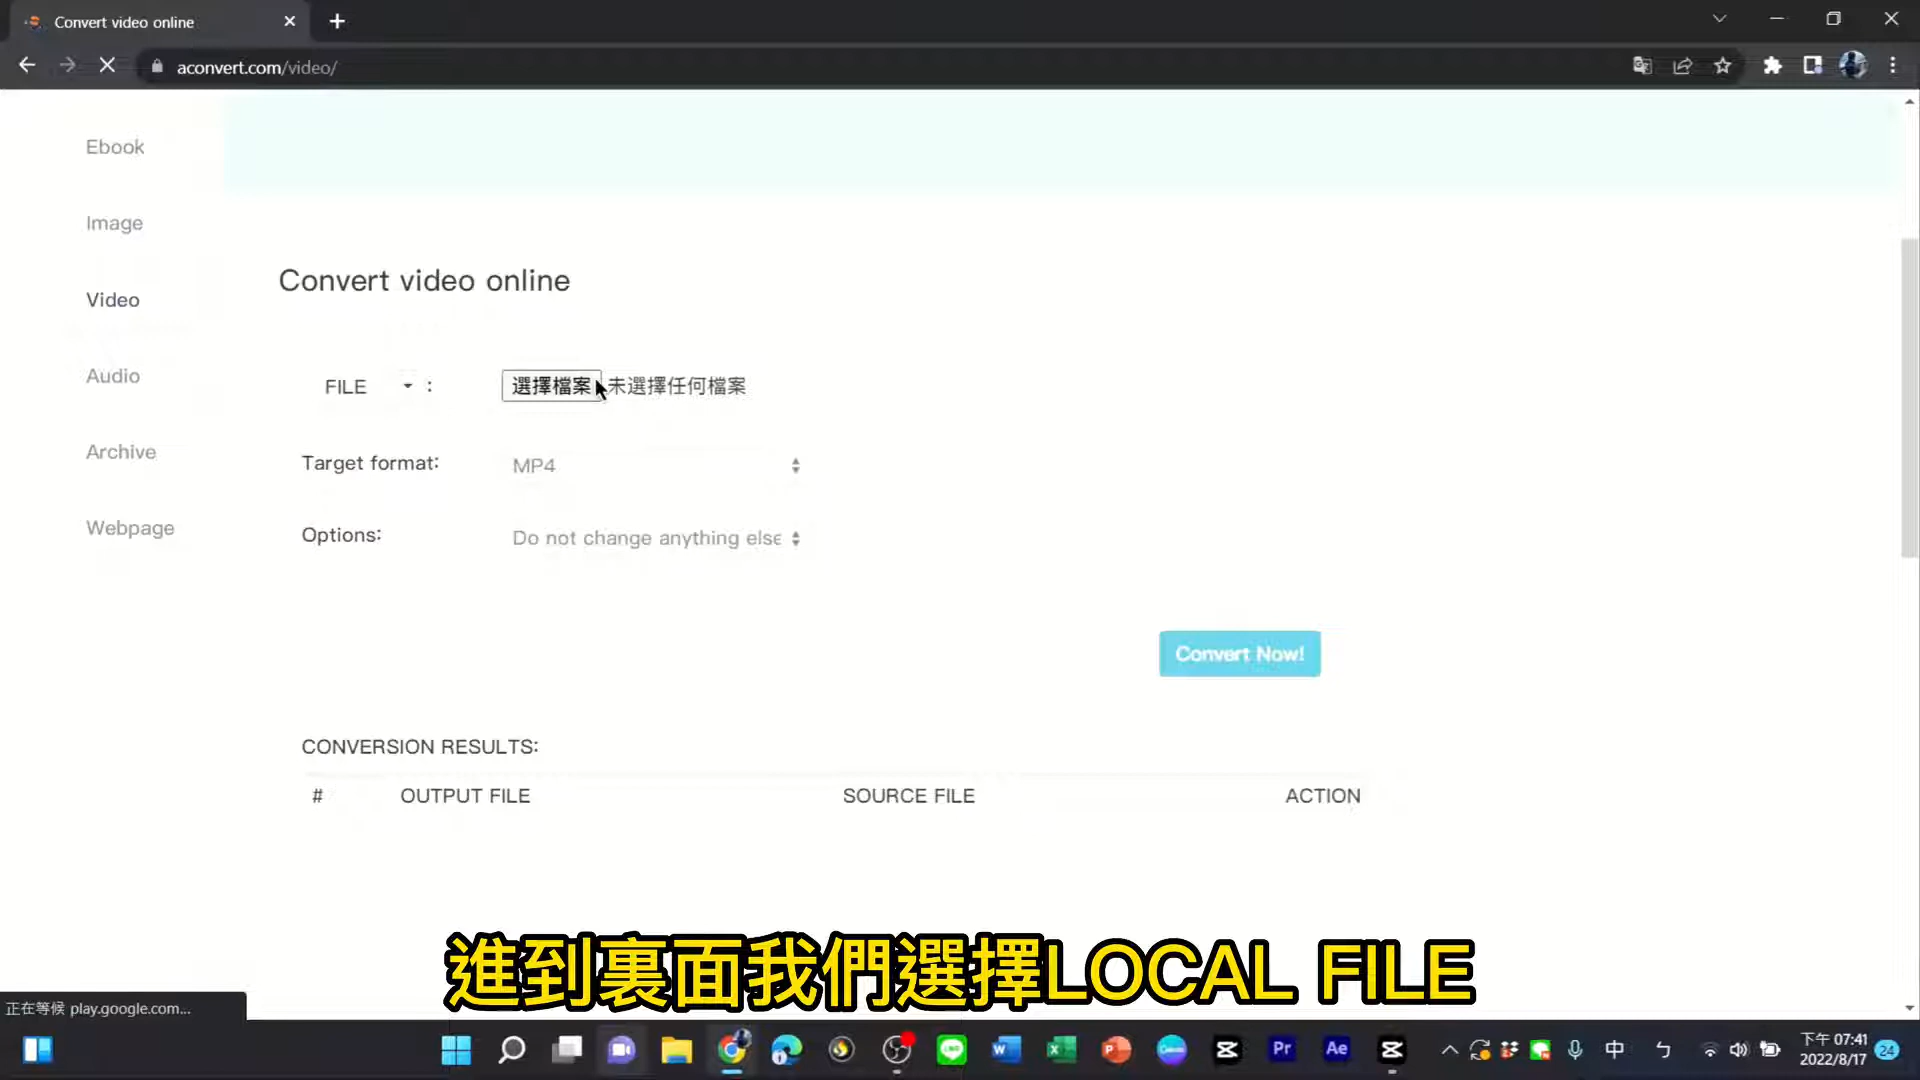 Convert video online
aconvert.com/video/
Ebook
Image
Convert video online
Video
Audio
FILE
:
選擇檔案
未選擇任何檔案
Archive
Target format:
MP4
Webpage
Options:
Do not change anything else
Convert Now!
CONVERSION RESULTS:
# OUTPUT FILE SOURCE FILE ACTION
進到裏面我們選擇LOCAL FILE
正在等候 play.google.com...
Pr
Ae
中
ㄅ
下午 07:41
2022/8/17
24